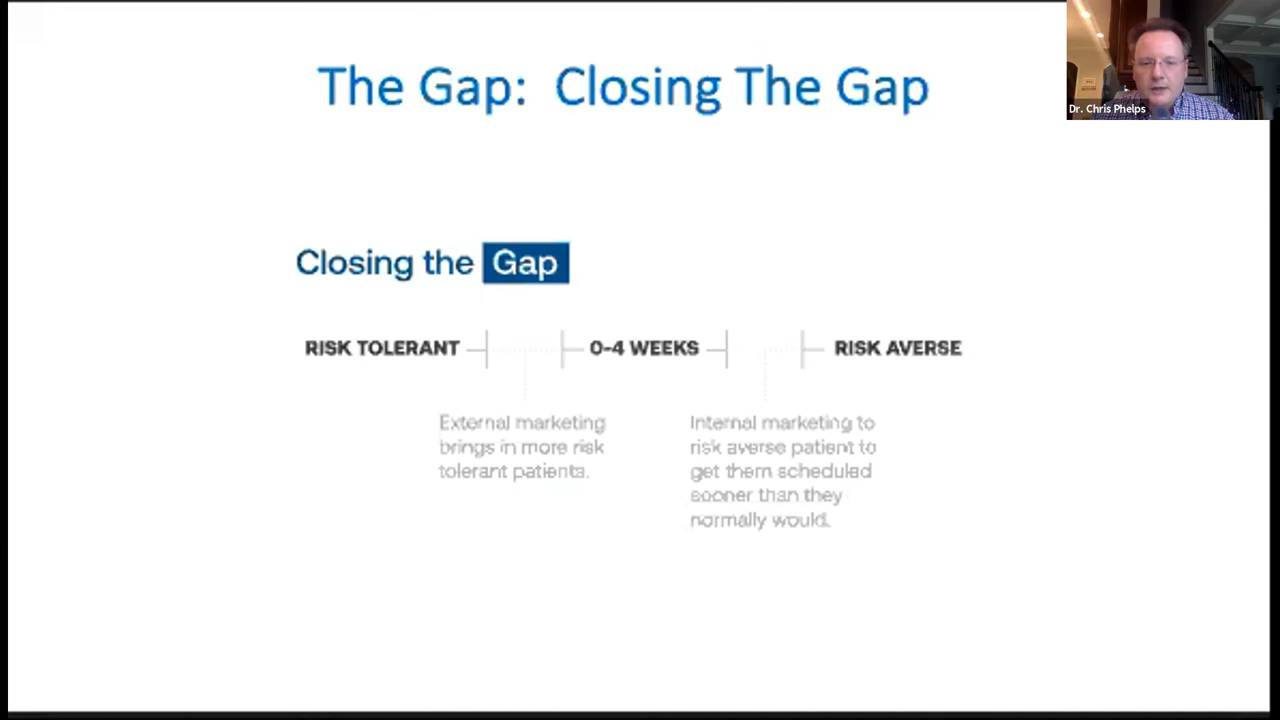 The Gap: Closing The Gap
Dr. Chris Phelps
Closing the Gap
RISK TOLERANT
0-4 WEEKS
RISK AVERSE
External marketing
brings in more risk
tolerant patients.
Internal marketing to
risk averse patient to
get them scheduled
sooner than they
normally would.